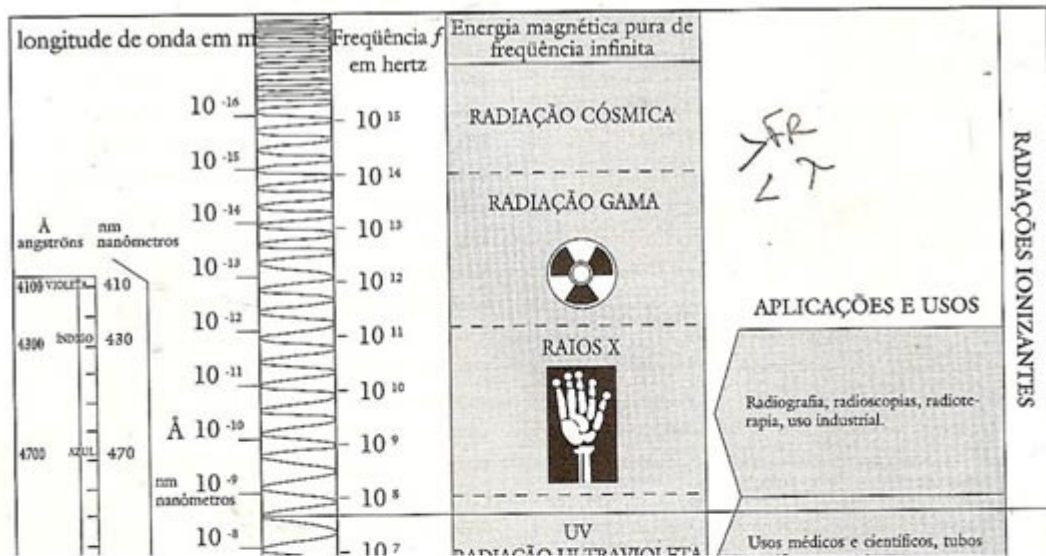 longitude de onda em m
Freqüência f
em hertz
Energia magnética pura de
freqüência infinita
10 -16
10 -15
10 -14
10 -13
10 -12
10 -11
Å 10 -10
10 -9
nm
nanômetros
10 -8
10 15
10 14
10 13
10 12
10 11
10 10
10 9
10 8
10 7
Å
angströns
nm
nanômetros
4100 VIOLETA 410
4300 ÍNDIGO 430
4700 AZUL 470
RADIAÇÃO CÓSMICA
RADIAÇÃO GAMA
RAIOS X
UV
RADIAÇÃO ULTRAVIOLETA
APLICAÇÕES E USOS
Radiografia, radioscopias, radiote-
rapia, uso industrial.
Usos médicos e científicos, tubos
RADIAÇÕES IONIZANTES